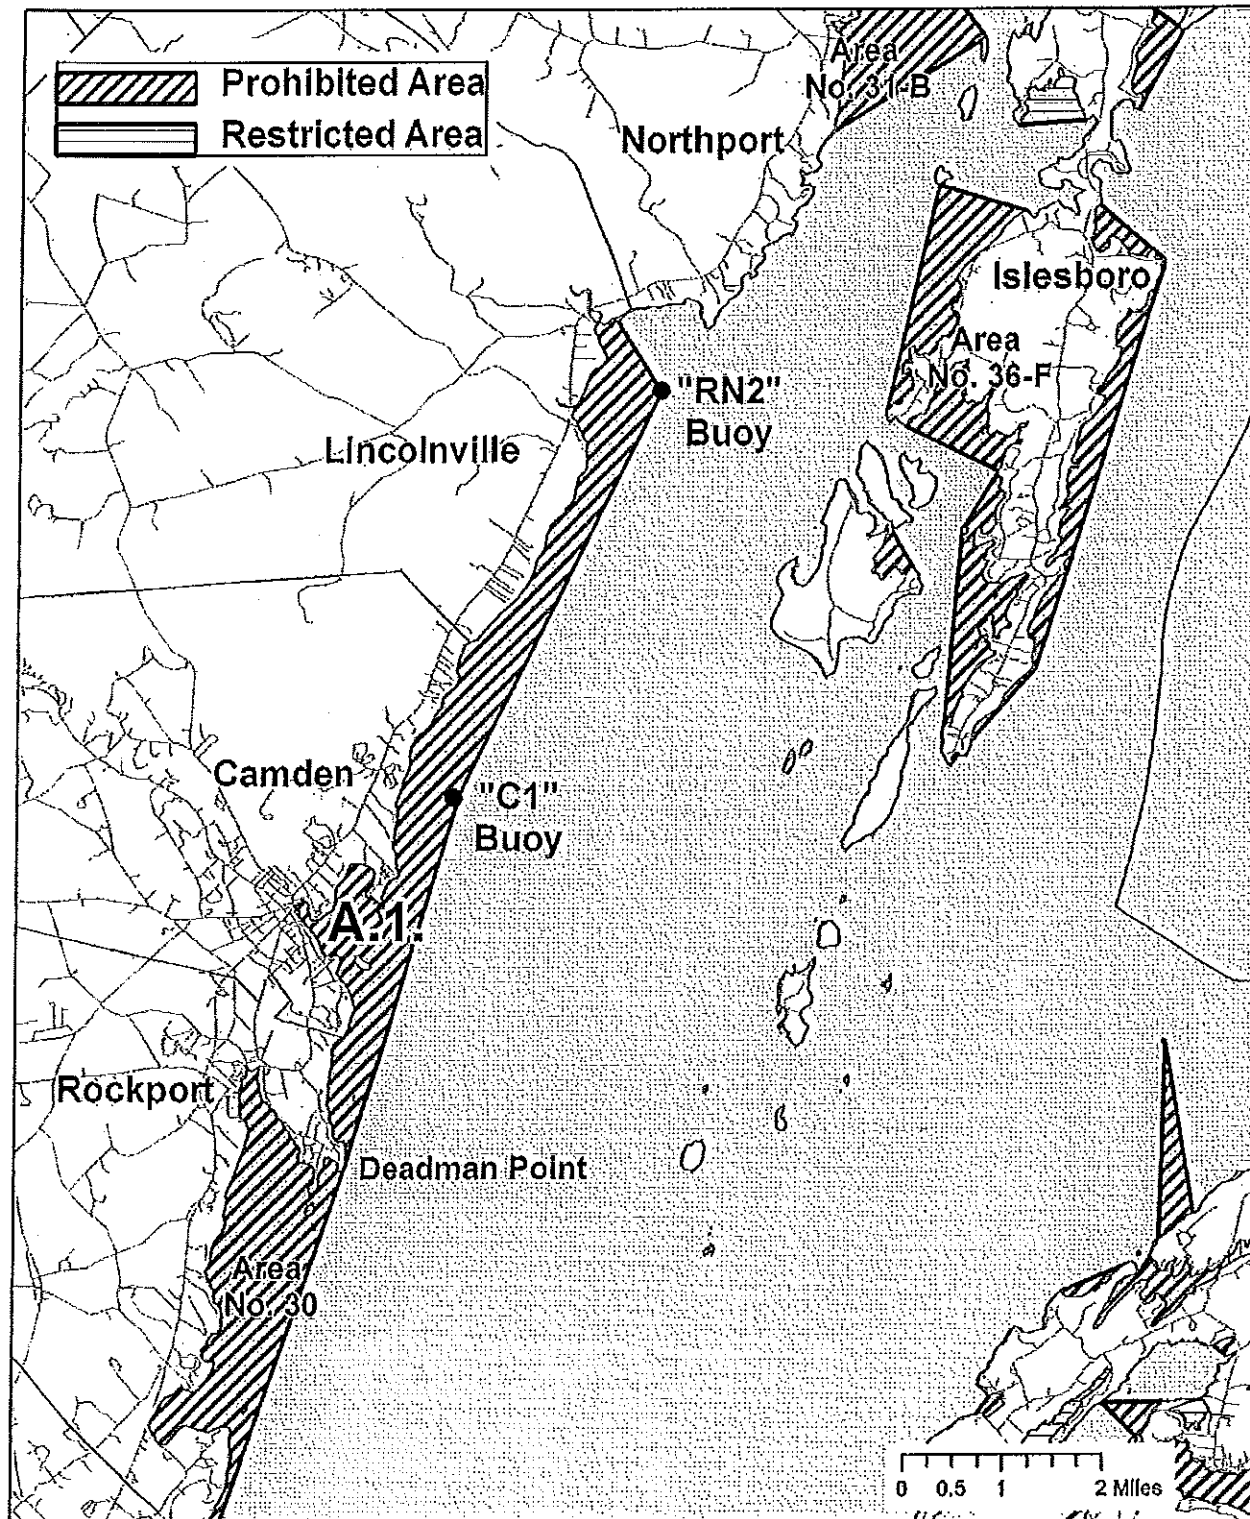 Prohibited Area
Restricted Area
Area
No. 31-B
Northport
Islesboro
Area
No. 36-F
"RN2"
Buoy
Lincolnville
Camden
"C1"
Buoy
A.1.
Rockport
Deadman Point
Area
No. 30
0 0.5 1 2 Miles